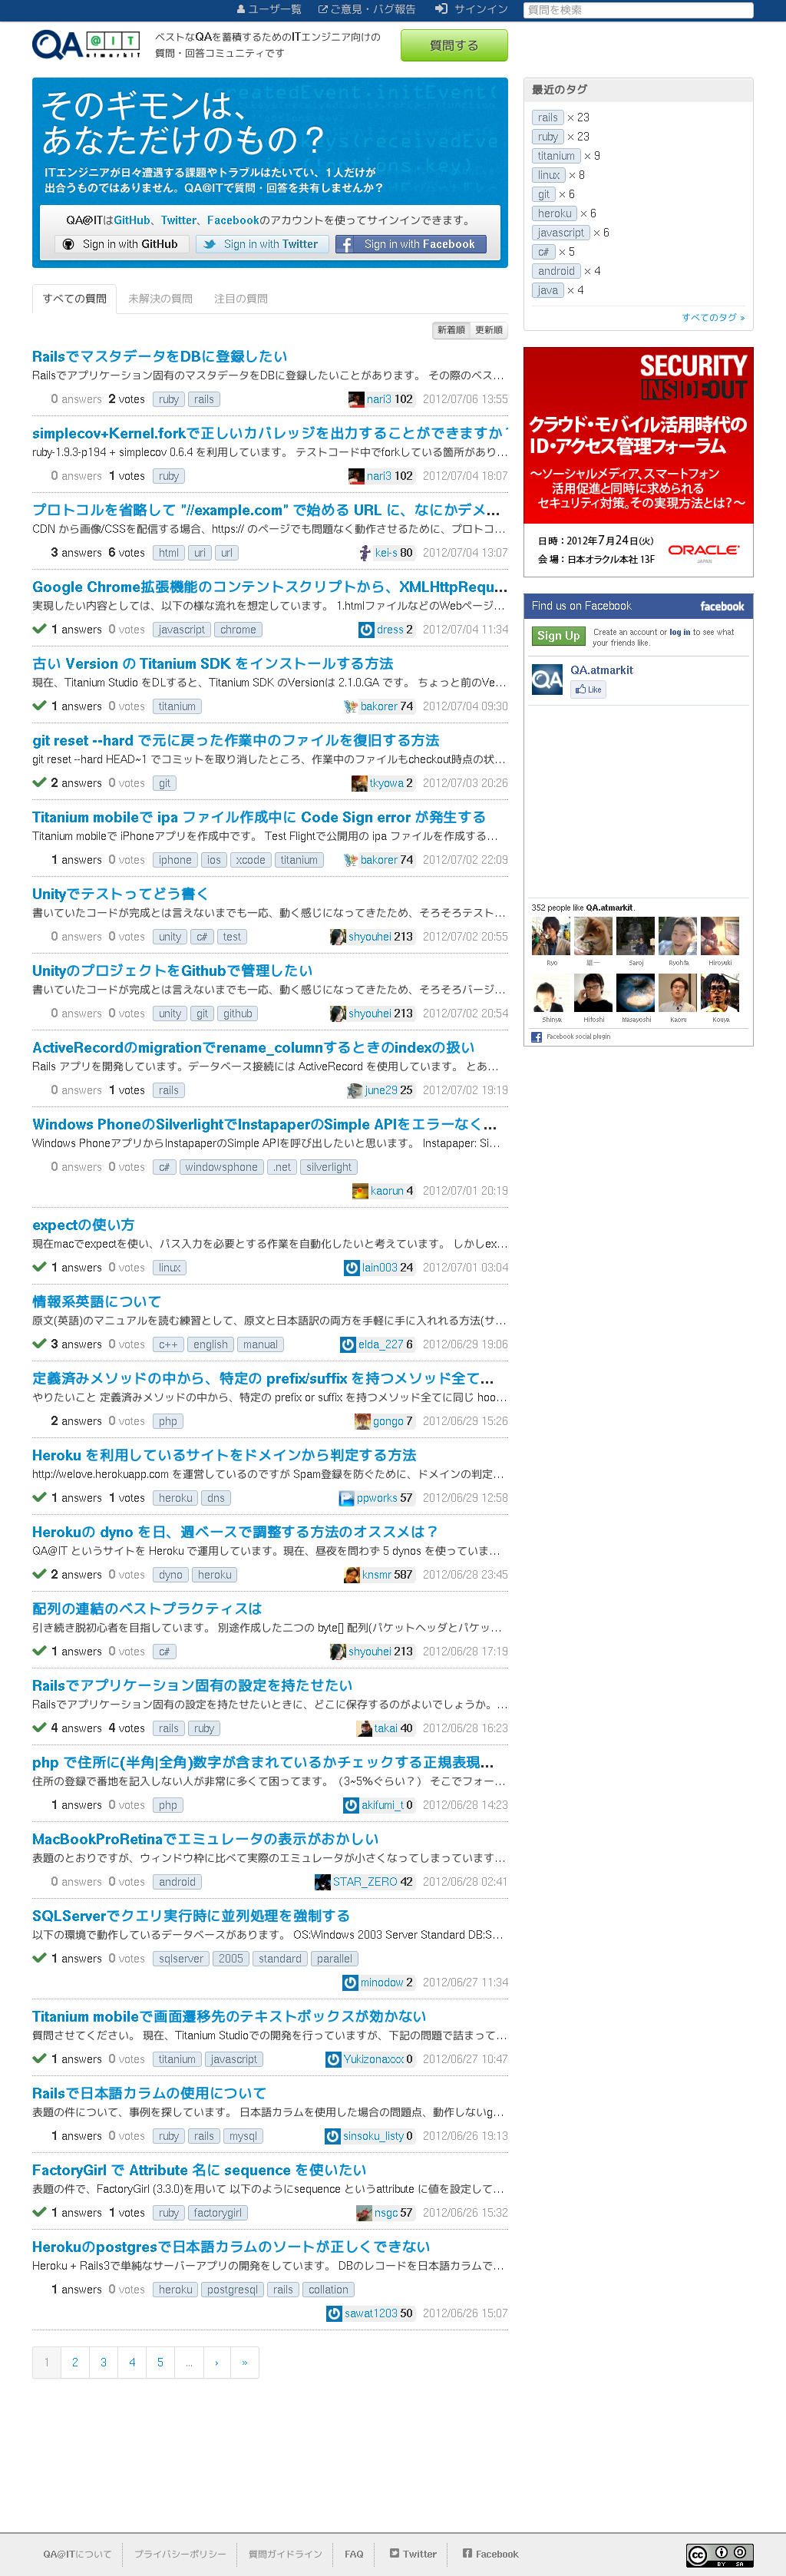 ユーザ一覧 ご意見・バグ報告 サインイン 質問を検索
QA@IT atmarkit
ベストなQAを蓄積するためのITエンジニア向けの
質問・回答コミュニティです
質問する
そのギモンは、
あなただけのもの？
ITエンジニアが日々遭遇する課題やトラブルはたいてい、1人だけが
出合うものではありません。QA@ITで質問・回答を共有しませんか?
QA@ITはGitHub、Twitter、Facebookのアカウントを使ってサインインできます。
Sign in with GitHub Sign in with Twitter Sign in with Facebook
すべての質問 未解決の質問 注目の質問
新着順 更新順
RailsでマスタデータをDBに登録したい
Railsでアプリケーション固有のマスタデータをDBに登録したいことがあります。 その際のベス...
0 answers 2 votes ruby rails nari3 102 2012/07/06 13:55
simplecov+Kernel.forkで正しいカバレッジを出力することができますか?
ruby-1.9.3-p194 + simplecov 0.6.4 を利用しています。 テストコード中でforkしている箇所があり...
0 answers 1 votes ruby nari3 102 2012/07/04 18:07
プロトコルを省略して "//example.com" で始める URL に、なにかデメ...
CDN から画像/CSSを配信する場合、https:// のページでも問題なく動作させるために、プロトコ...
3 answers 6 votes html uri url kei-s 80 2012/07/04 13:07
Google Chrome拡張機能のコンテントスクリプトから、XMLHttpRequ...
実現したい内容としては、以下の様な流れを想定しています。 1.htmlファイルなどのWebページ...
1 answers 0 votes javascript chrome dress 2 2012/07/04 11:34
古い Version の Titanium SDK をインストールする方法
現在、Titanium Studio をDLすると、Titanium SDK のVersionは 2.1.0.GA です。 ちょっと前のVe...
1 answers 0 votes titanium bakorer 74 2012/07/04 09:30
git reset --hard で元に戻った作業中のファイルを復旧する方法
git reset --hard HEAD~1 でコミットを取り消したところ、作業中のファイルもcheckout時点の状...
2 answers 0 votes git tkyowa 2 2012/07/03 20:26
Titanium mobileで ipa ファイル作成中に Code Sign error が発生する
Titanium mobileで iPhoneアプリを作成中です。 Test Flightで公開用の ipa ファイルを作成する...
1 answers 0 votes iphone ios xcode titanium bakorer 74 2012/07/02 22:09
Unityでテストってどう書く
書いていたコードが完成とは言えないまでも一応、動く感じになってきたため、そろそろテスト...
0 answers 0 votes unity c# test shyouhei 213 2012/07/02 20:55
UnityのプロジェクトをGithubで管理したい
書いていたコードが完成とは言えないまでも一応、動く感じになってきたため、そろそろバージ...
0 answers 0 votes unity git github shyouhei 213 2012/07/02 20:54
ActiveRecordのmigrationでrename_columnするときのindexの扱い
Rails アプリを開発しています。データベース接続には ActiveRecord を使用しています。 とあ...
0 answers 1 votes rails june29 25 2012/07/02 19:19
Windows PhoneのSilverlightでInstapaperのSimple APIをエラーなく...
Windows PhoneアプリからInstapaperのSimple APIを呼び出したいと思います。 Instapaper: Si...
0 answers 0 votes c# windowsphone .net silverlight
kaorun 4 2012/07/01 20:19
expectの使い方
現在macでexpectを使い、パス入力を必要とする作業を自動化したいと考えています。 しかしex...
1 answers 0 votes linux lain003 24 2012/07/01 03:04
情報系英語について
原文(英語)のマニュアルを読む練習として、原文と日本語訳の両方を手軽に手に入れれる方法(サ...
3 answers 0 votes c++ english manual elda_227 6 2012/06/29 19:06
定義済みメソッドの中から、特定の prefix/suffix を持つメソッド全て...
やりたいこと 定義済みメソッドの中から、特定の prefix or suffix を持つメソッド全てに同じ hoo...
2 answers 0 votes php gongo 7 2012/06/29 15:26
Heroku を利用しているサイトをドメインから判定する方法
http://welove.herokuapp.com を運営しているのですが Spam登録を防ぐために、ドメインの判定...
1 answers 1 votes heroku dns ppworks 57 2012/06/29 12:58
Herokuの dyno を日、週ベースで調整する方法のオススメは？
QA@IT というサイトを Heroku で運用しています。現在、昼夜を問わず 5 dynos を使っていま...
2 answers 0 votes dyno heroku knsmr 587 2012/06/28 23:45
配列の連結のベストプラクティスは
引き続き脱初心者を目指しています。 別途作成した二つの byte[] 配列(パケットヘッダとパケッ...
1 answers 0 votes c# shyouhei 213 2012/06/28 17:19
Railsでアプリケーション固有の設定を持たせたい
Railsでアプリケーション固有の設定を持たせたいときに、どこに保存するのがよいでしょうか。...
4 answers 4 votes rails ruby takai 40 2012/06/28 16:23
php で住所に(半角|全角)数字が含まれているかチェックする正規表現...
住所の登録で番地を記入しない人が非常に多くて困ってます。（3~5%ぐらい？） そこでフォー...
1 answers 0 votes php akifumi_t 0 2012/06/28 14:23
MacBookProRetinaでエミュレータの表示がおかしい
表題のとおりですが、ウィンドウ枠に比べて実際のエミュレータが小さくなってしまっています...
0 answers 0 votes android STAR_ZERO 42 2012/06/28 02:41
SQLServerでクエリ実行時に並列処理を強制する
以下の環境で動作しているデータベースがあります。 OS:Windows 2003 Server Standard DB:S...
1 answers 0 votes sqlserver 2005 standard parallel
minodow 2 2012/06/27 11:34
Titanium mobileで画面遷移先のテキストボックスが効かない
質問させてください。 現在、Titanium Studioでの開発を行っていますが、下記の問題で詰まって...
1 answers 0 votes titanium javascript Yukizonaxxx 0 2012/06/27 10:47
Railsで日本語カラムの使用について
表題の件について、事例を探しています。 日本語カラムを使用した場合の問題点、動作しないg...
1 answers 0 votes ruby rails mysql sinsoku_listy 0 2012/06/26 19:13
FactoryGirl で Attribute 名に sequence を使いたい
表題の件で、FactoryGirl (3.3.0)を用いて 以下のようにsequence というattribute に値を設定して...
1 answers 1 votes ruby factorygirl nsgc 57 2012/06/26 15:32
Herokuのpostgresで日本語カラムのソートが正しくできない
Heroku + Rails3で単純なサーバーアプリの開発をしています。 DBのレコードを日本語カラムで...
1 answers 0 votes heroku postgresql rails collation
sawat1203 50 2012/06/26 15:07
1 2 3 4 5 ... › »
最近のタグ
rails × 23
ruby × 23
titanium × 9
linux × 8
git × 6
heroku × 6
javascript × 6
c# × 5
android × 4
java × 4
すべてのタグ »
SECURITY
INSIDEOUT
クラウド・モバイル活用時代の
ID・アクセス管理フォーラム
～ソーシャルメディア、スマートフォン
活用促進と同時に求められる
セキュリティ対策。その実現方法とは？～
日時：2012年7月24日(火)
会場：日本オラクル本社 13F
ORACLE
JAPAN
Find us on Facebook facebook
Sign Up Create an account or log in to see what
your friends like.
QA.atmarkit
Like
352 people like QA.atmarkit.
Ryo 雄一 Saroj Ryohta Hiroyuki
Shinya Hitoshi Masayoshi Kaoru Kouya
Facebook social plugin
QA@ITについて プライバシーポリシー 質問ガイドライン FAQ Twitter Facebook
CC BY SA